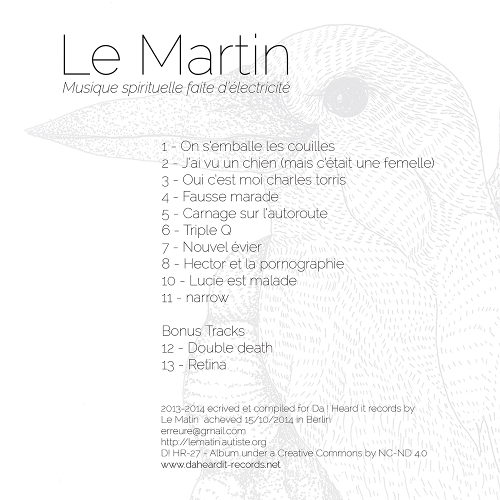 Le Martin
Musique spirituelle faite d'électricité
1 - On s'emballe les couilles
2 - J'ai vu un chien (mais c'était une femelle)
3 - Oui c'est moi charles torris
4 - Fausse marade
5 - Carnage sur l'autoroute
6 - Triple Q
7 - Nouvel évier
8 - Hector et la pornographie
10 - Lucie est malade
11 - narrow
Bonus Tracks
12 - Double death
13 - Retina
2013-2014 ecrived et compiled for Da ! Heard it records by
Le Matin acheved 15/10/2014 in Berlin
erreure@gmail.com
http://lematin.autiste.org
D! HR-27 - Album under a Creative Commons by NC-ND 4.0
www.daheardit-records.net